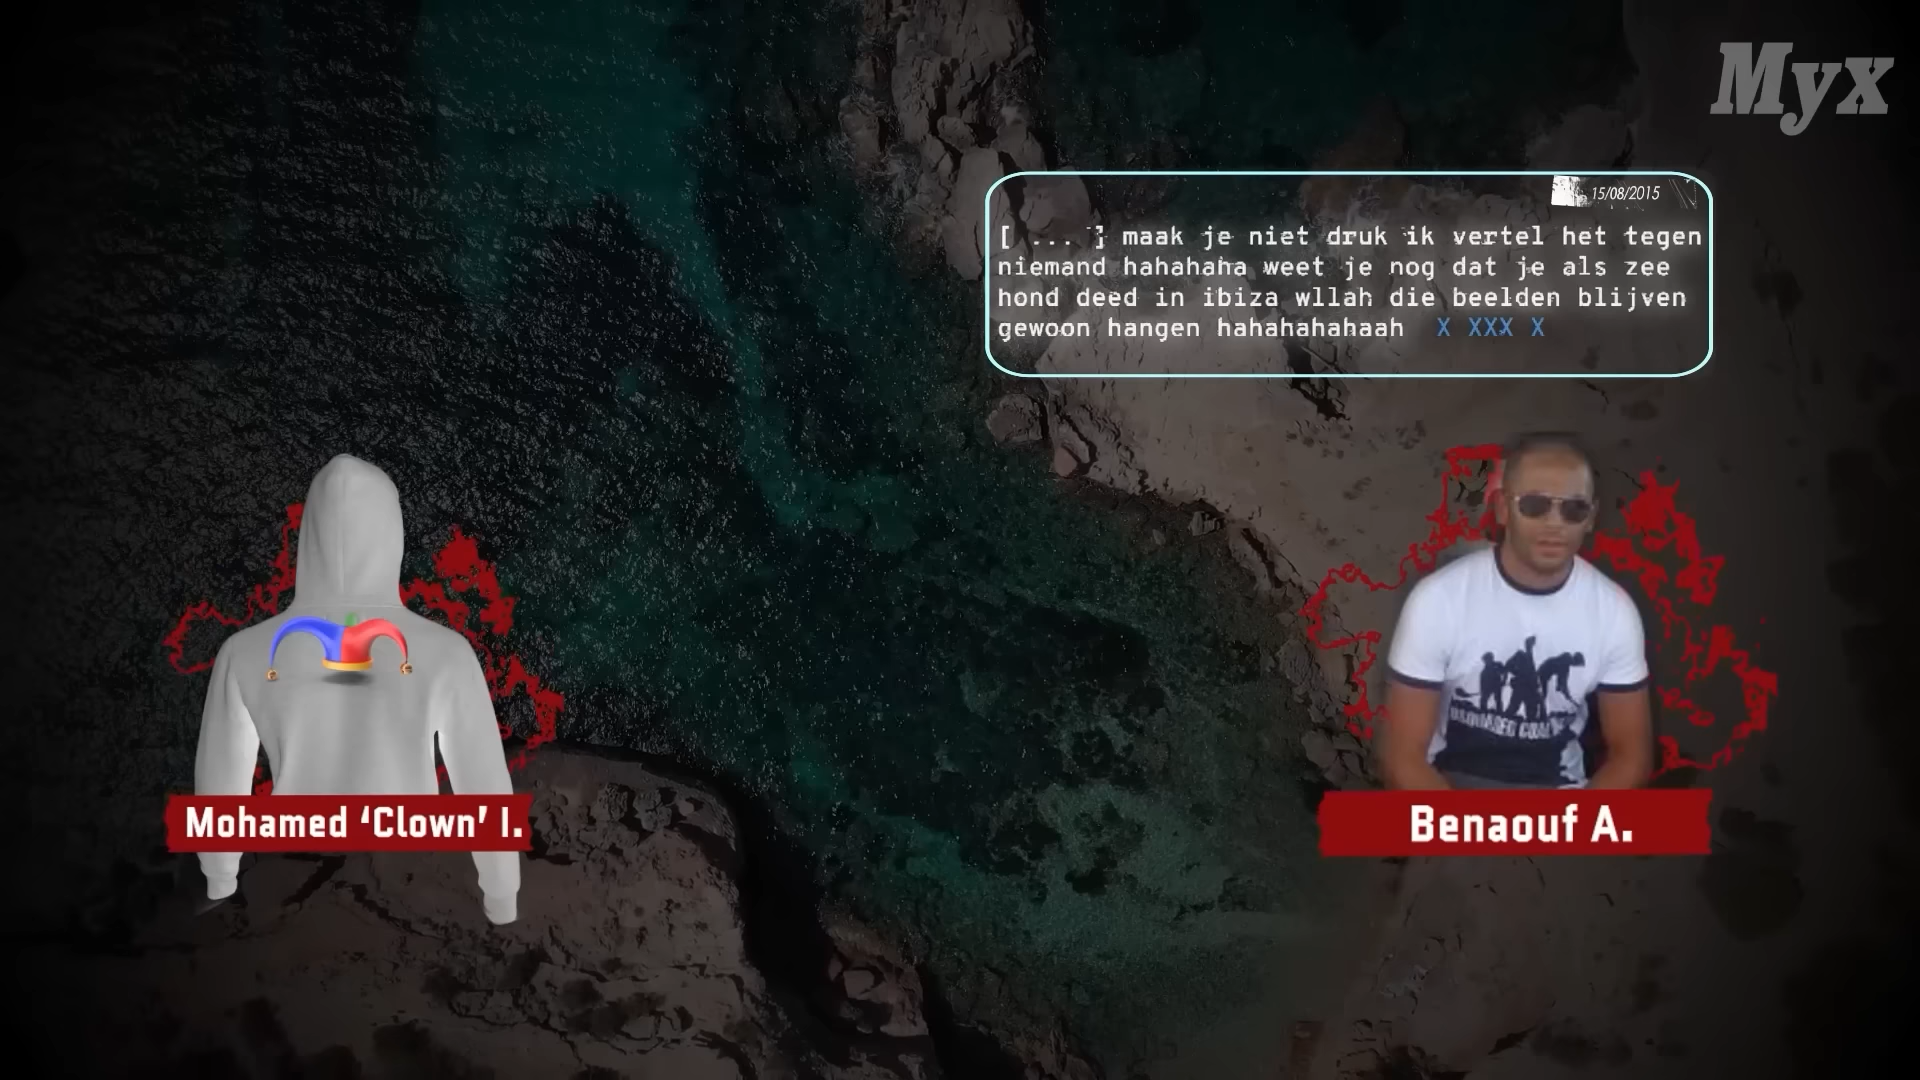 Myx
15/08/2015
[ ... ] maak je niet druk ik vertel het tegen
niemand hahahaha weet je nog dat je als zee
hond deed in ibiza wllah die beelden blijven
gewoon hangen hahahahahaah X XXX X
Mohamed ‘Clown’ I.
Benaouf A.